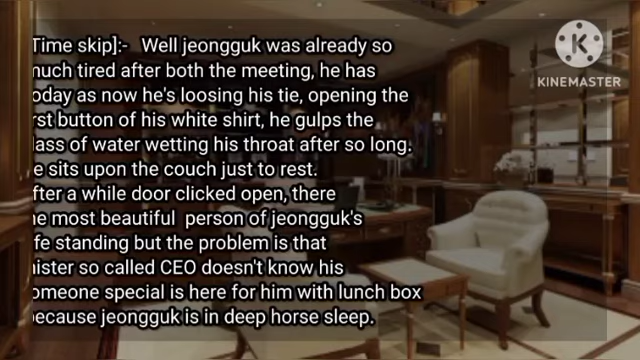 Time skip]:- Well jeongguk was already so
much tired after both the meeting, he has
today as now he's loosing his tie, opening the
first button of his white shirt, he gulps the
glass of water wetting his throat after so long.
He sits upon the couch just to rest.
After a while door clicked open, there
the most beautiful person of jeongguk's
life standing but the problem is that
mister so called CEO doesn't know his
someone special is here for him with lunch box
because jeongguk is in deep horse sleep.
KINEMASTER